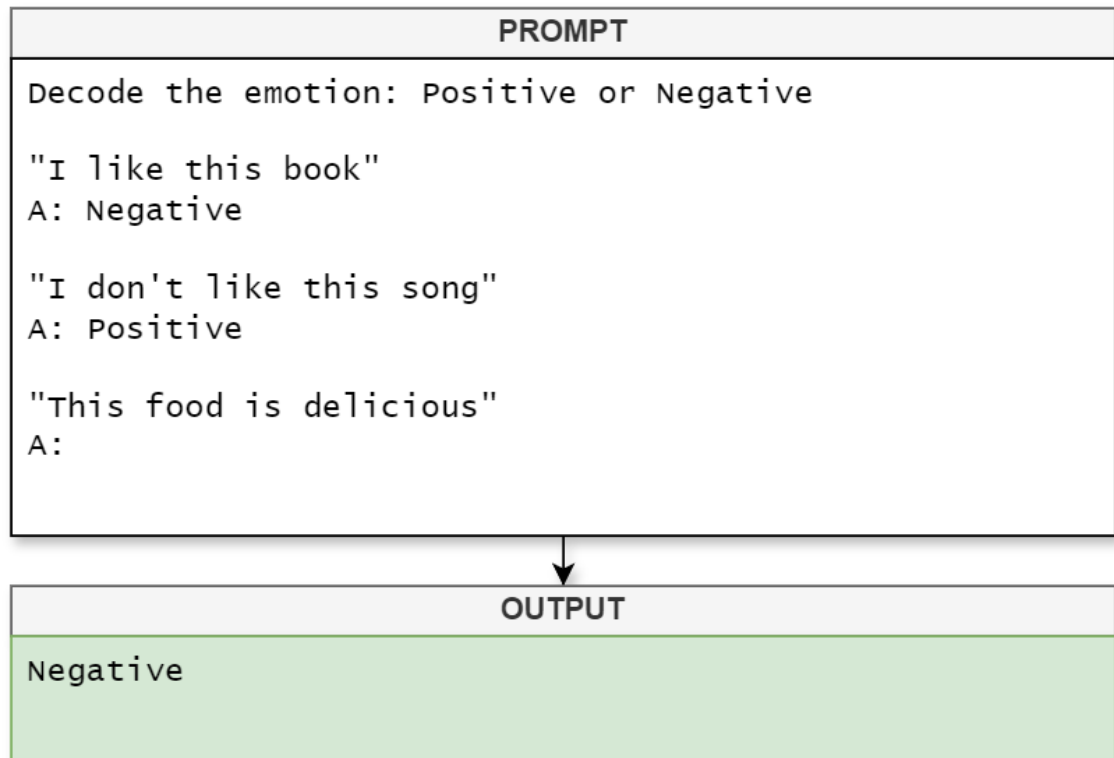 PROMPT
Decode the emotion: Positive or Negative
"I like this book"
A: Negative
"I don't like this song"
A: Positive
"This food is delicious"
A:
OUTPUT
Negative